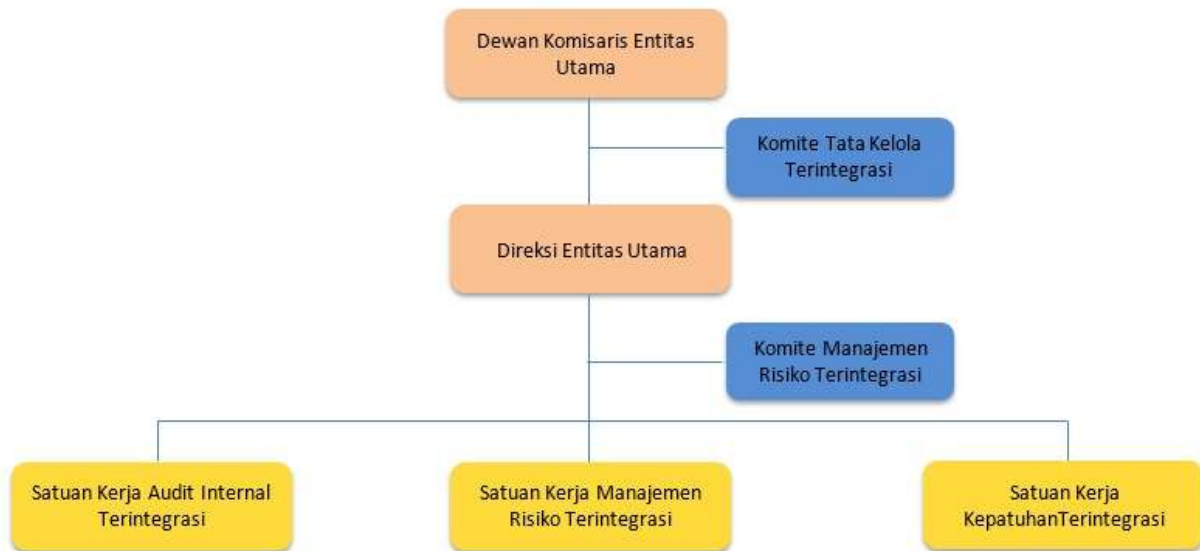 Dewan Komisaris Entitas
Utama
Komite Tata Kelola
Terintegrasi
Direksi Entitas Utama
Komite Manajemen
Risiko Terintegrasi
Satuan Kerja Audit Internal
Terintegrasi
Satuan Kerja Manajemen
Risiko Terintegrasi
Satuan Kerja
KepatuhanTerintegrasi